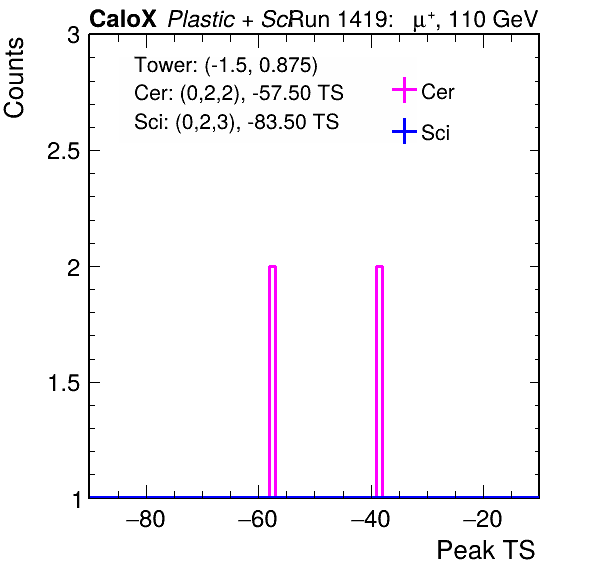 CaloX Plastic + Sci Run 1419: μ⁺, 110 GeV
Counts
Tower: (-1.5, 0.875)
Cer: (0,2,2), -57.50 TS
Sci: (0,2,3), -83.50 TS
Cer
Sci
3
2.5
2
1.5
1
−80 −60 −40 −20
Peak TS